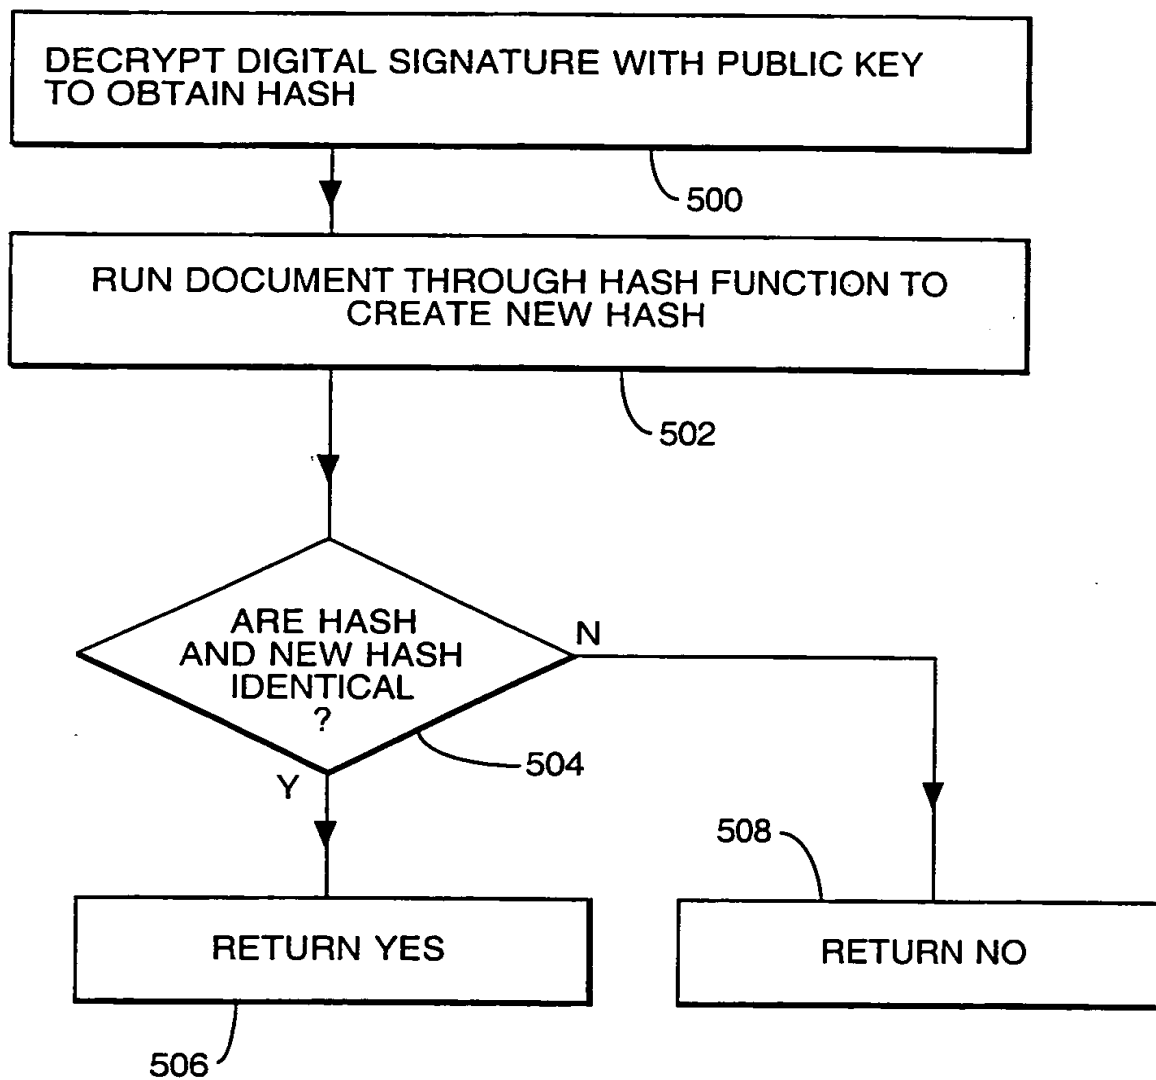 DECRYPT DIGITAL SIGNATURE WITH PUBLIC KEY
TO OBTAIN HASH
500
RUN DOCUMENT THROUGH HASH FUNCTION TO
CREATE NEW HASH
502
ARE HASH
AND NEW HASH
IDENTICAL
?
N
504
Y
508
RETURN YES
RETURN NO
506